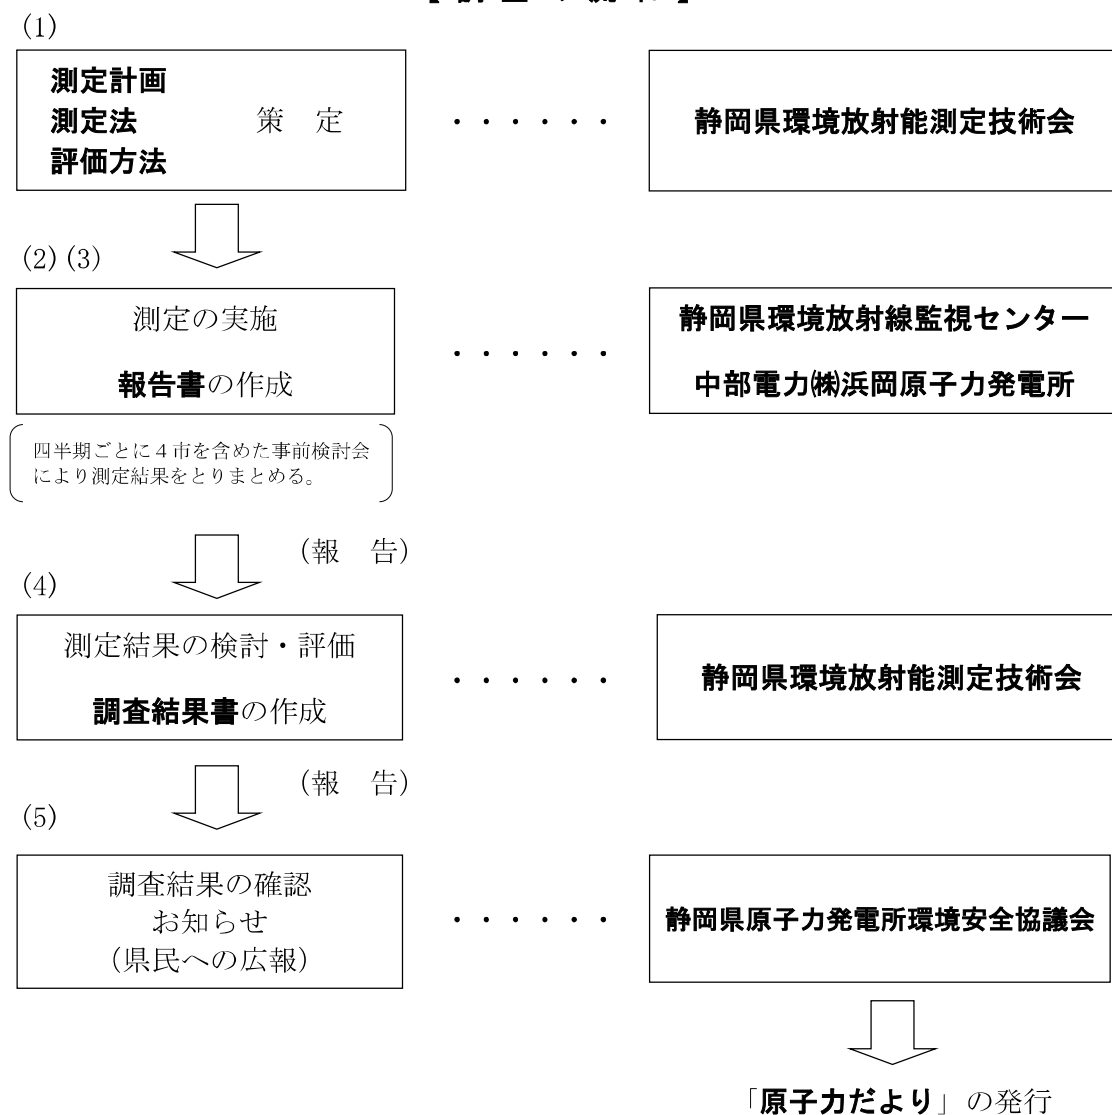 (1)
測定計画
測定法 策 定 ・・・・・・ 静岡県環境放射能測定技術会
評価方法
(2)(3)
測定の実施 静岡県環境放射線監視センター
・・・・・・
報告書の作成 中部電力㈱浜岡原子力発電所
四半期ごとに4市を含めた事前検討会
により測定結果をとりまとめる。
(報 告)
(4)
測定結果の検討・評価
・・・・・・ 静岡県環境放射能測定技術会
調査結果書の作成
(報 告)
(5)
調査結果の確認
お知らせ ・・・・・・ 静岡県原子力発電所環境安全協議会
(県民への広報)
「原子力だより」の発行